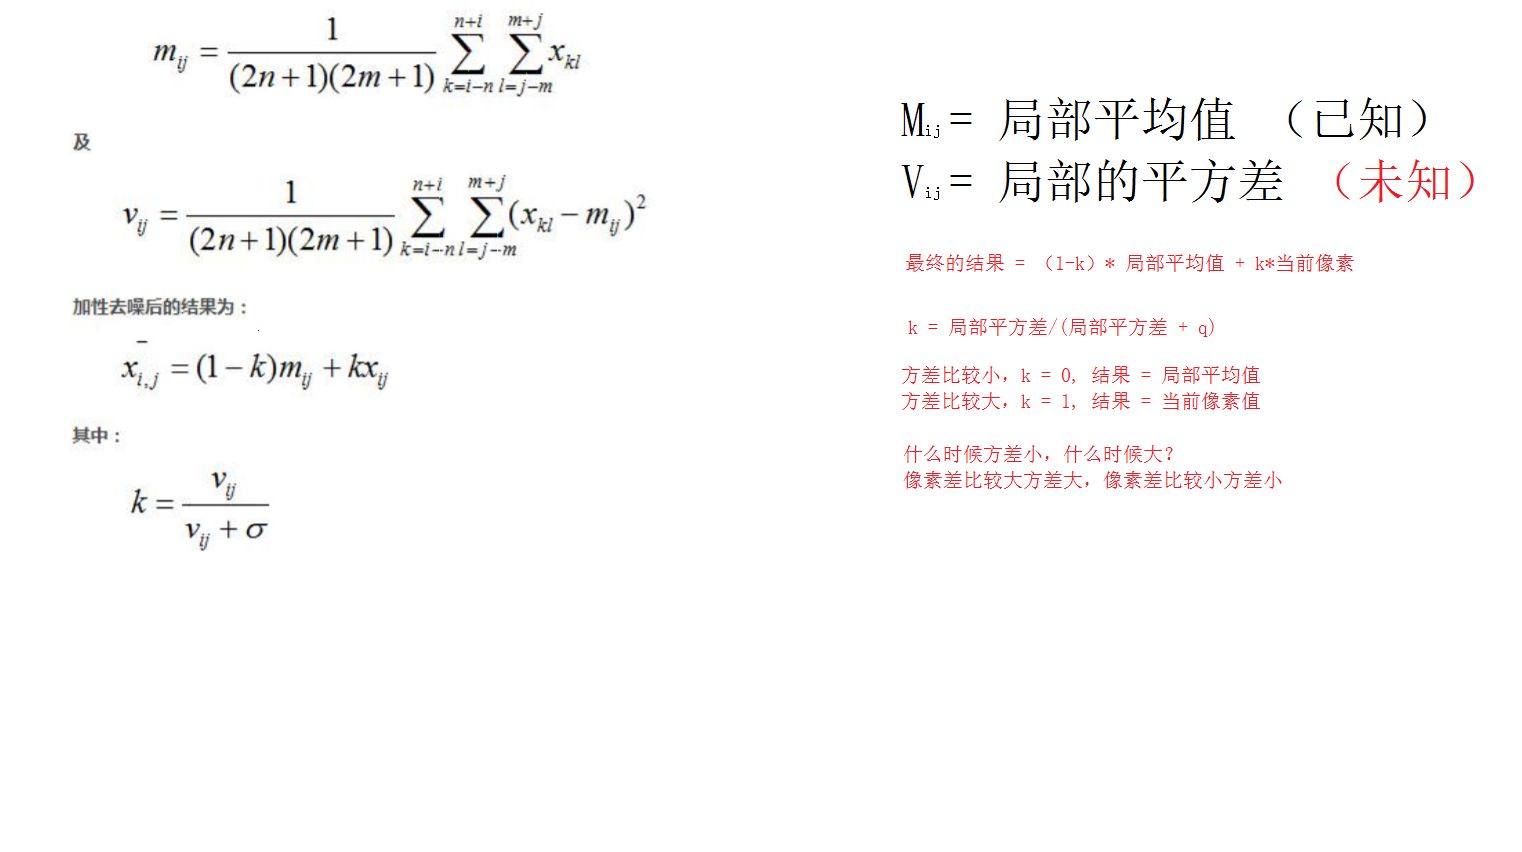 m_{ij} = \frac{1}{(2n+1)(2m+1)} \sum_{k=i-n}^{n+i} \sum_{l=j-m}^{m+j} x_{kl}
及
v_{ij} = \frac{1}{(2n+1)(2m+1)} \sum_{k=i-n}^{n+i} \sum_{l=j-m}^{m+j} (x_{kl} - m_{ij})^2
加性去噪后的结果为：
\bar{x_{i,j}} = (1-k)m_{ij} + kx_{ij}
其中：
k = \frac{v_{ij}}{v_{ij} + σ}
M_{ij} = 局部平均值 （已知）
V_{ij} = 局部的平方差 （未知）
最终的结果 = （1-k）* 局部平均值 + k*当前像素
k = 局部平方差/(局部平方差 + q)
方差比较小，k = 0, 结果 = 局部平均值
方差比较大，k = 1, 结果 = 当前像素值
什么时候方差小，什么时候大？
像素差比较大方差大，像素差比较小方差小